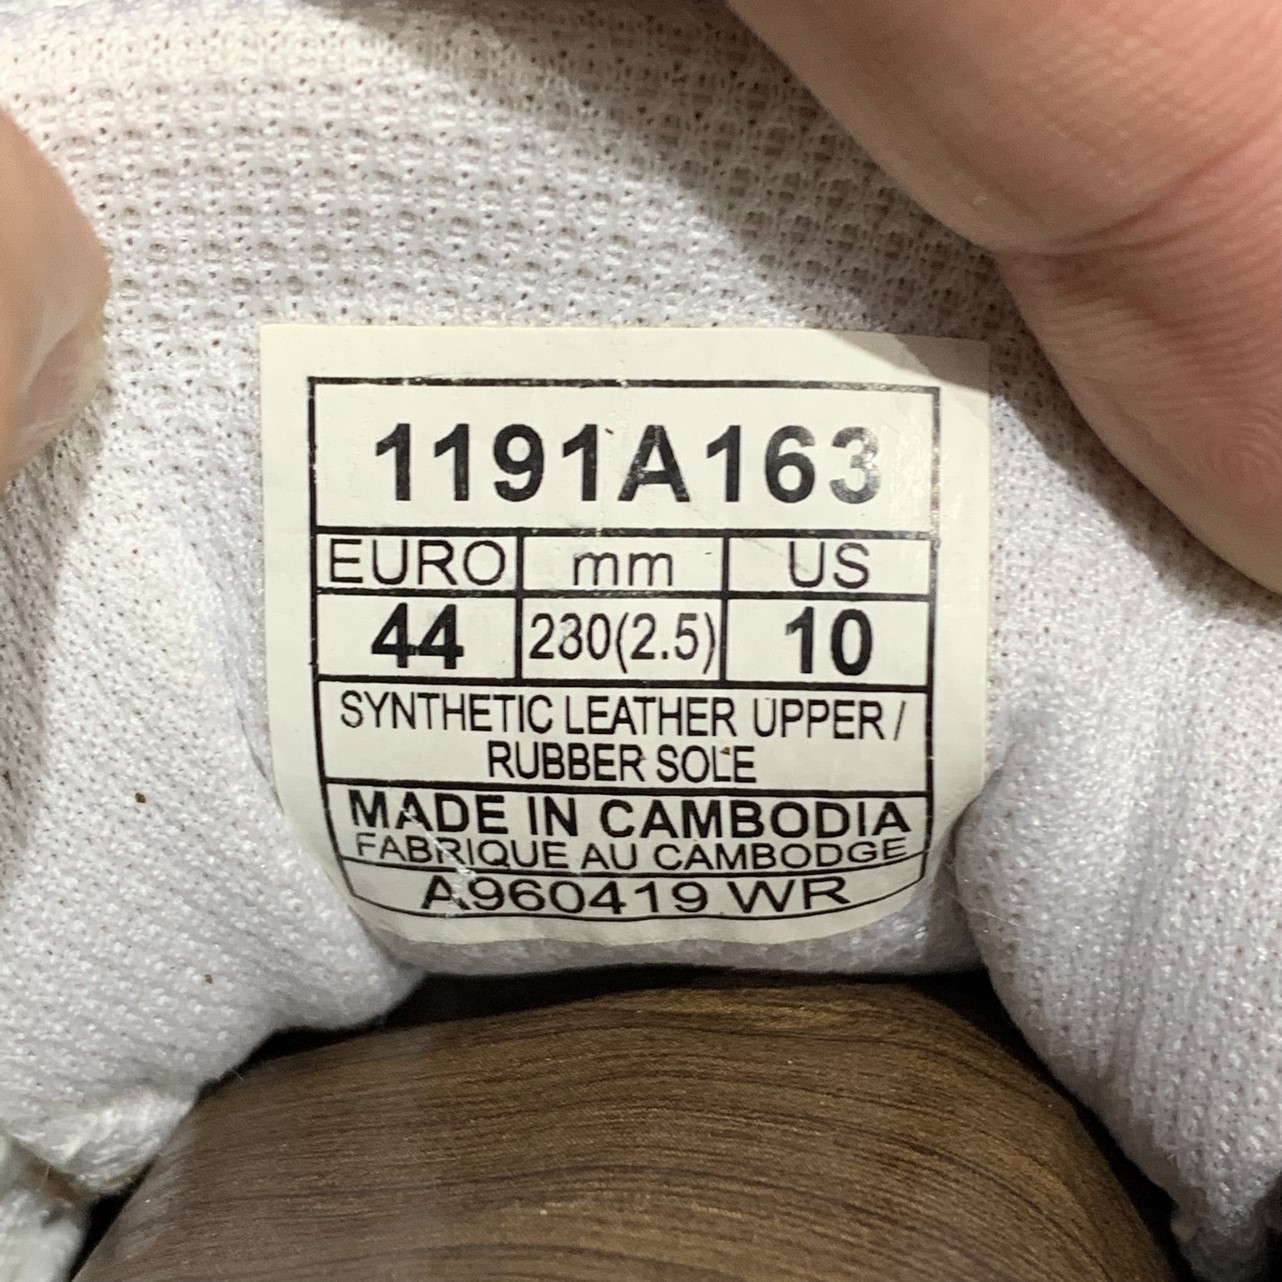 1191A163
EURO mm US
44 230(2.5) 10
SYNTHETIC LEATHER UPPER/
RUBBER SOLE
MADE IN CAMBODIA
FABRIQUE AU CAMBODGE
A960419 WR